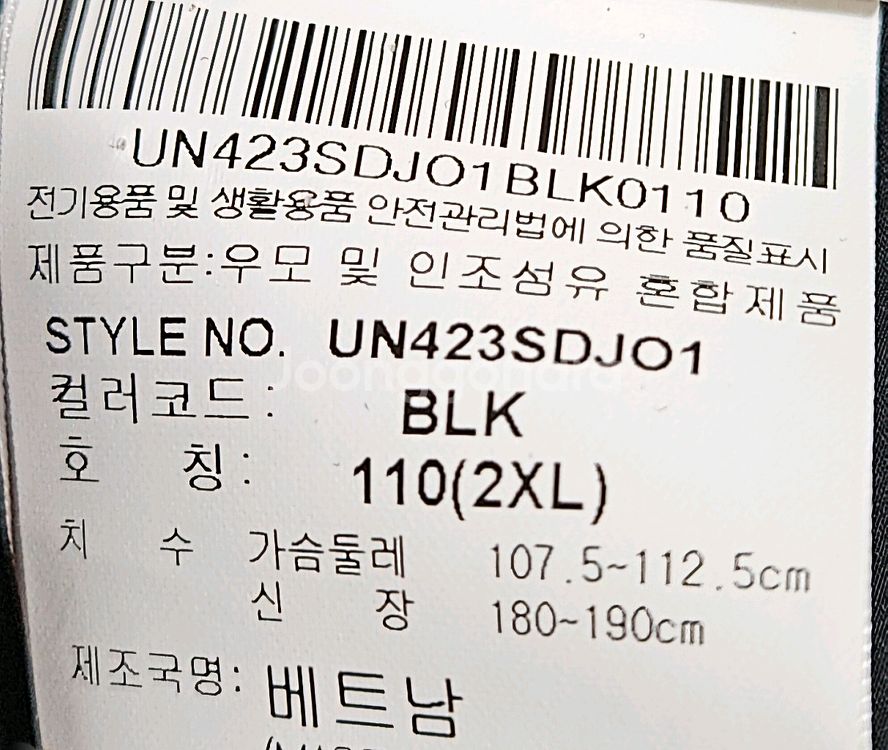 UN423SDJO1BLK0110
전기용품 및 생활용품 안전관리법에 의한 품질표시
제품구분:우모 및 인조섬유 혼합제품
STYLE NO. UN423SDJO1
Joonggonara
컬러코드: BLK
호 칭: 110(2XL)
치 수 가슴둘레 107.5~112.5cm
신 장 180~190cm
제조국명: 베트남